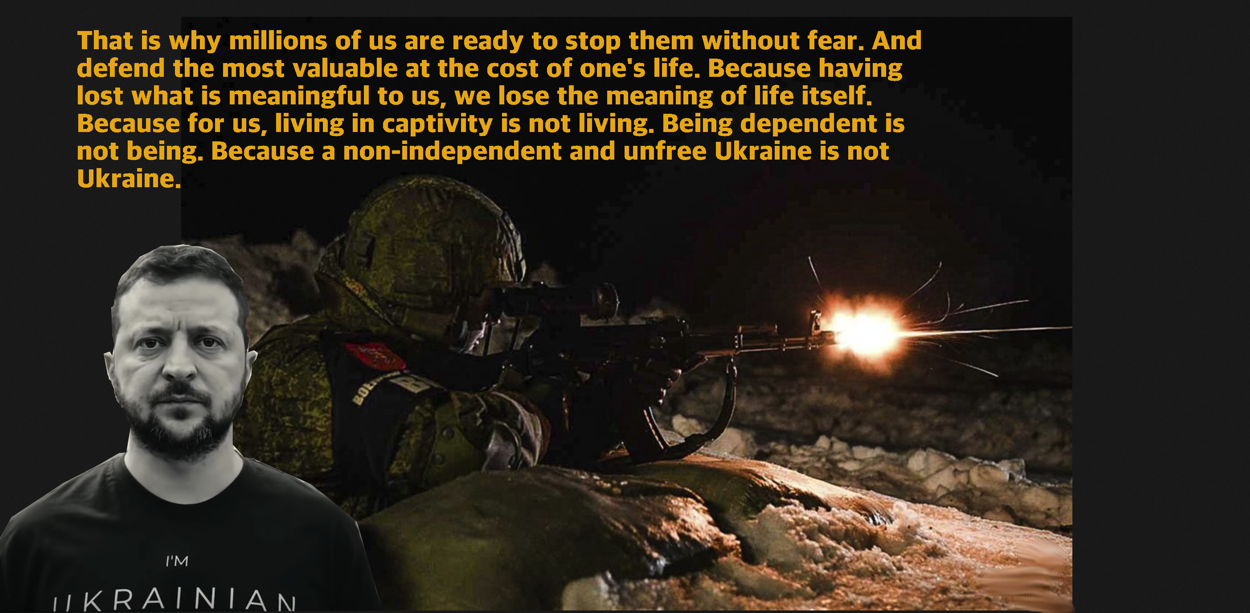 That is why millions of us are ready to stop them without fear. And
defend the most valuable at the cost of one's life. Because having
lost what is meaningful to us, we lose the meaning of life itself.
Because for us, living in captivity is not living. Being dependent is
not being. Because a non-independent and unfree Ukraine is not
Ukraine.
I'M
UKRAINIAN